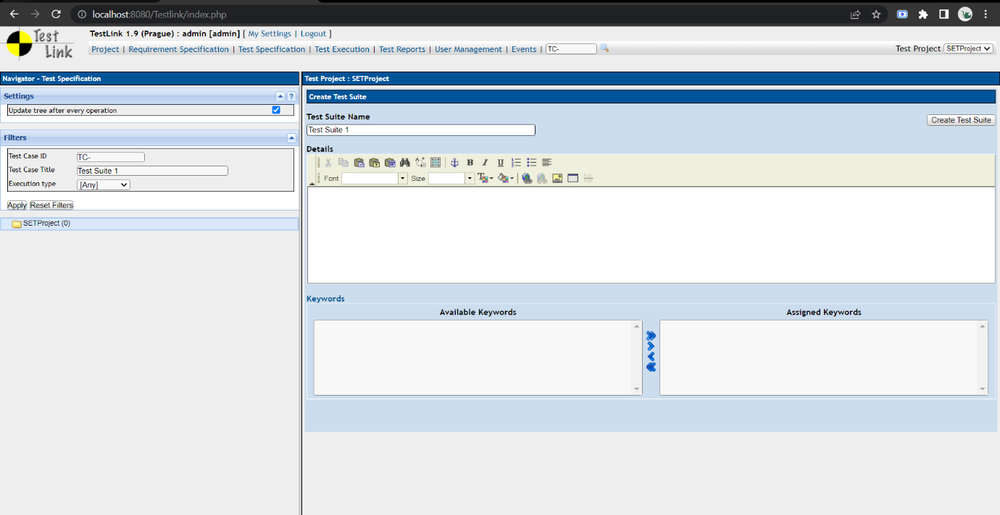 localhost:8080/Testlink/index.php
Test Link
TestLink 1.9 (Prague) : admin [admin] [ My Settings | Logout ]
Project | Requirement Specification | Test Specification | Test Execution | Test Reports | User Management | Events | TC-
Test Project SETProject
Navigator - Test Specification
Settings
?
Update tree after every operation
Filters
Test Case ID TC-
Test Case Title Test Suite 1
Execution type [Any]
Apply Reset Filters
SETProject (0)
Test Project : SETProject
Create Test Suite
Test Suite Name
Create Test Suite
Test Suite 1
Details
B I U
Font Size
Keywords
Available Keywords Assigned Keywords